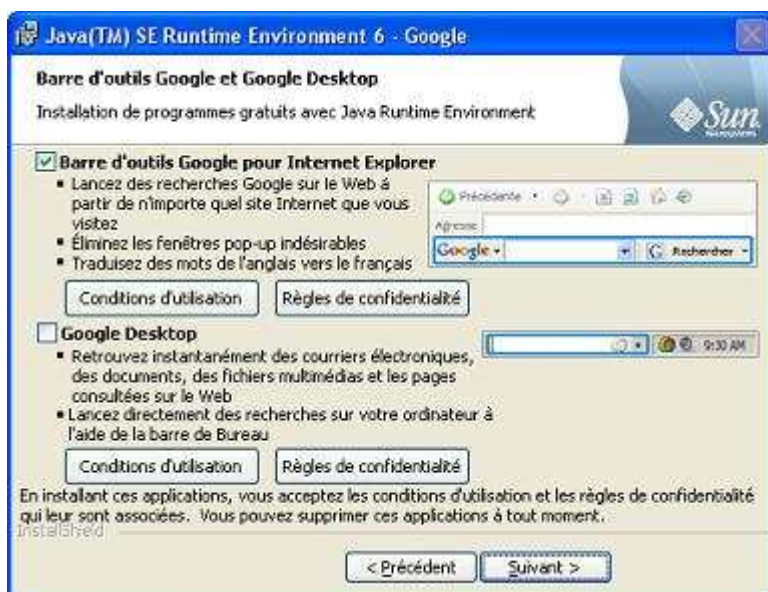 Java(TM) SE Runtime Environment 6 - Google
Barre d'outils Google et Google Desktop
Installation de programmes gratuits avec Java Runtime Environment
Sun
Barre d'outils Google pour Internet Explorer
Lancez des recherches Google sur le Web à
partir de n'importe quel site Internet que vous
visitez
Éliminez les fenêtres pop-up indésirables
Traduisez des mots de l'anglais vers le français
Précédente
Adresse
Google
G Rechercher
Conditions d'utilisation
Règles de confidentialité
Google Desktop
Retrouvez instantanément des courriers électroniques,
des documents, des fichiers multimédias et les pages
consultées sur le Web
Lancez directement des recherches sur votre ordinateur à
l'aide de la barre de Bureau
9:30 AM
Conditions d'utilisation
Règles de confidentialité
En installant ces applications, vous acceptez les conditions d'utilisation et les règles de confidentialité
qui leur sont associées. Vous pouvez supprimer ces applications à tout moment.
InstallShield
< Précédent
Suivant >